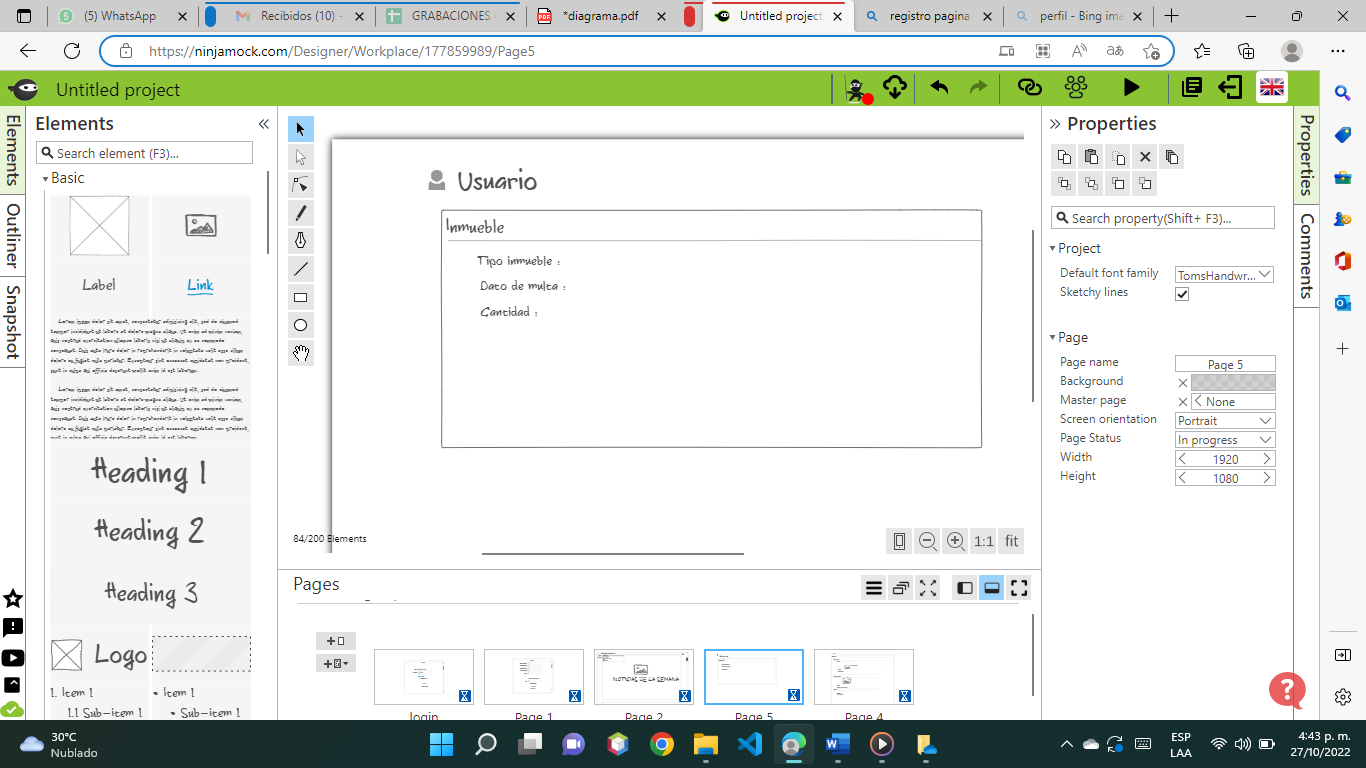 (5) WhatsApp
Recibidos (10) -
GRABACIONES
*diagrama.pdf
Untitled project
registro pagina
perfil - Bing ima
https://ninjamock.com/Designer/Workplace/177859989/Page5
Untitled project
Elements
Outliner
Snapshot
Elements
Search element (F3)...
Basic
Label
Link
Heading 1
Heading 2
Heading 3
Logo
1. Item 1
• Item 1
1.1 Sub-item 1
• Sub-item 1
Usuario
Inmueble
Tipo inmueble :
Dato de multa :
Cantidad :
84/200 Elements
1:1
fit
Pages
NOTICIAS DE LA SEMANA
login
Page 1
Page 2
Page 5
Page 4
Properties
Search property(Shift+ F3)...
Project
Default font family
TomsHandwr...
Sketchy lines
Page
Page name
Page 5
Background
Master page
None
Screen orientation
Portrait
Page Status
In progress
Width
1920
Height
1080
Properties
Comments
30°C
Nublado
ESP
LAA
4:43 p. m.
27/10/2022